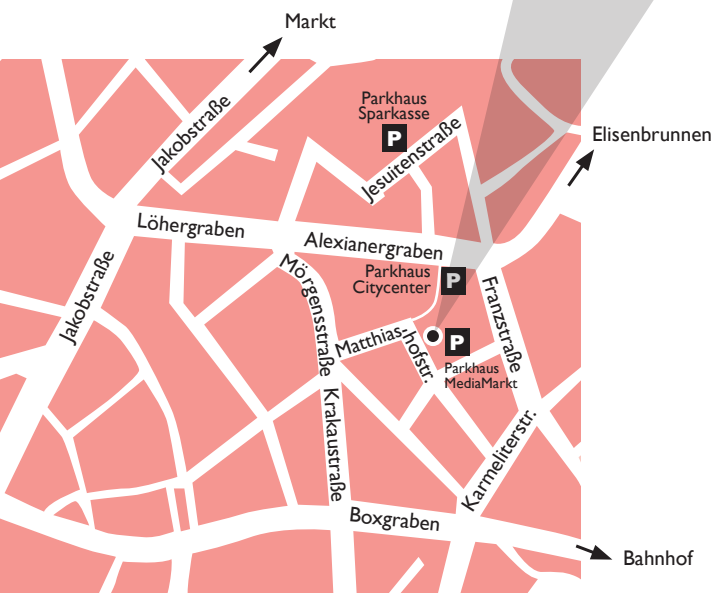 Markt
Parkhaus
Sparkasse
P
Jakobstraße
Jesuitenstraße
Elisenbrunnen
Löhergraben
Alexianergraben
Parkhaus
Citycenter
P
Mörgensstraße
Jakobstraße
Franzstraße
Matthias-
hofstr.
P
Parkhaus
MediaMarkt
Krakaustraße
Karmeliterstr.
Boxgraben
Bahnhof